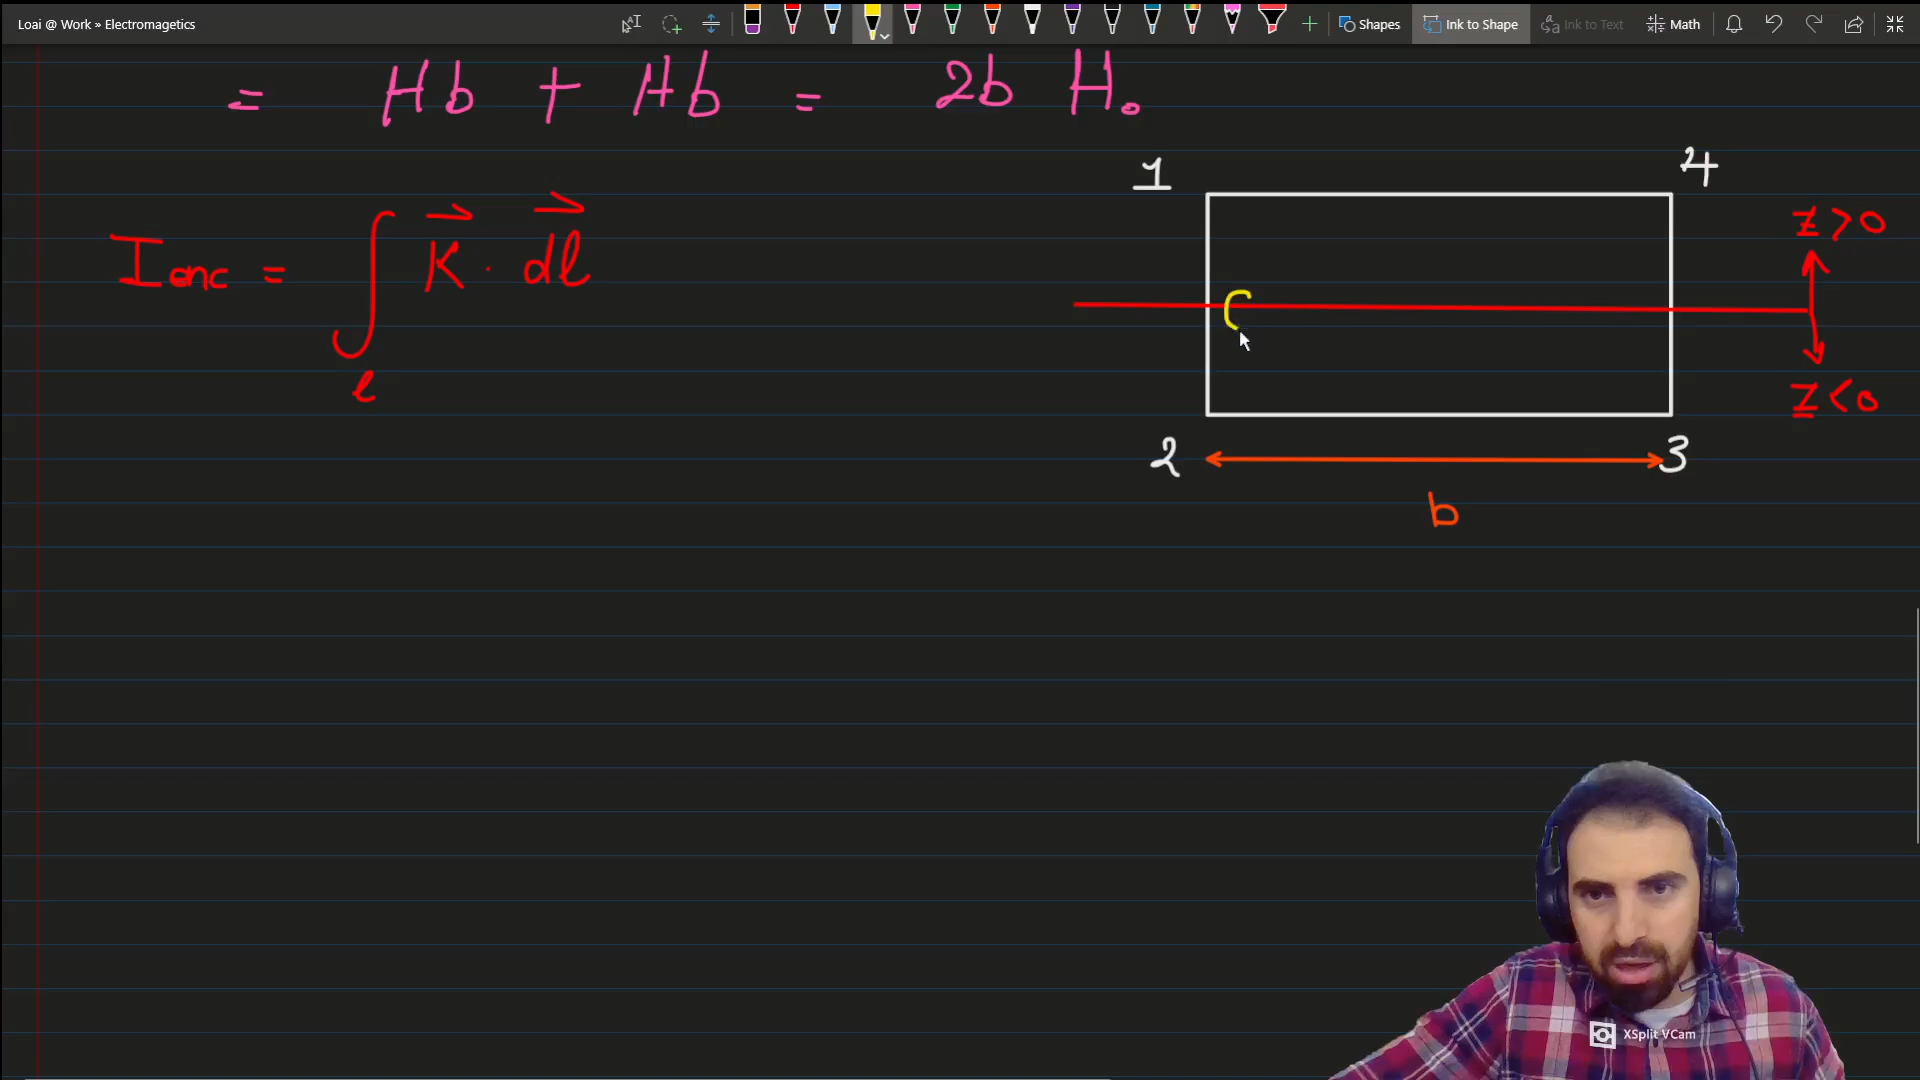 Loai @ Work » Electromagetics
Shapes Ink to Shape Ink to Text Math
= Hb + Hb = 2b H₀
1 4
z > 0
I enc = ∫ K⃗ · dl⃗
l
z < 0
2 3
b
XSplit VCam